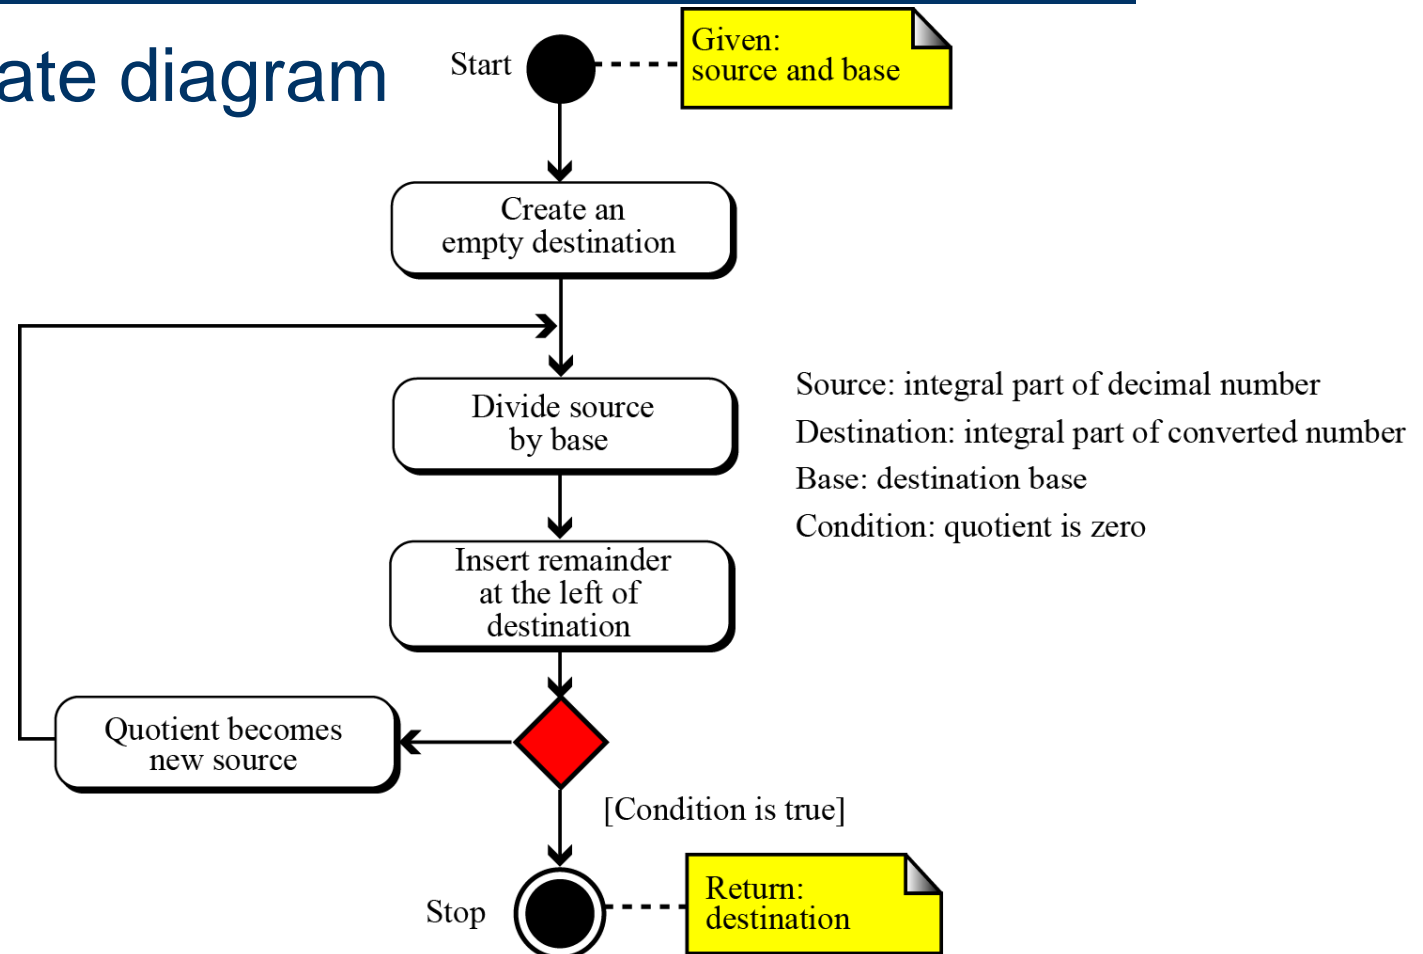 ate diagram
Start
Given:
source and base
Create an
empty destination
Divide source
by base
Source: integral part of decimal number
Destination: integral part of converted number
Base: destination base
Condition: quotient is zero
Insert remainder
at the left of
destination
Quotient becomes
new source
[Condition is true]
Stop
Return:
destination